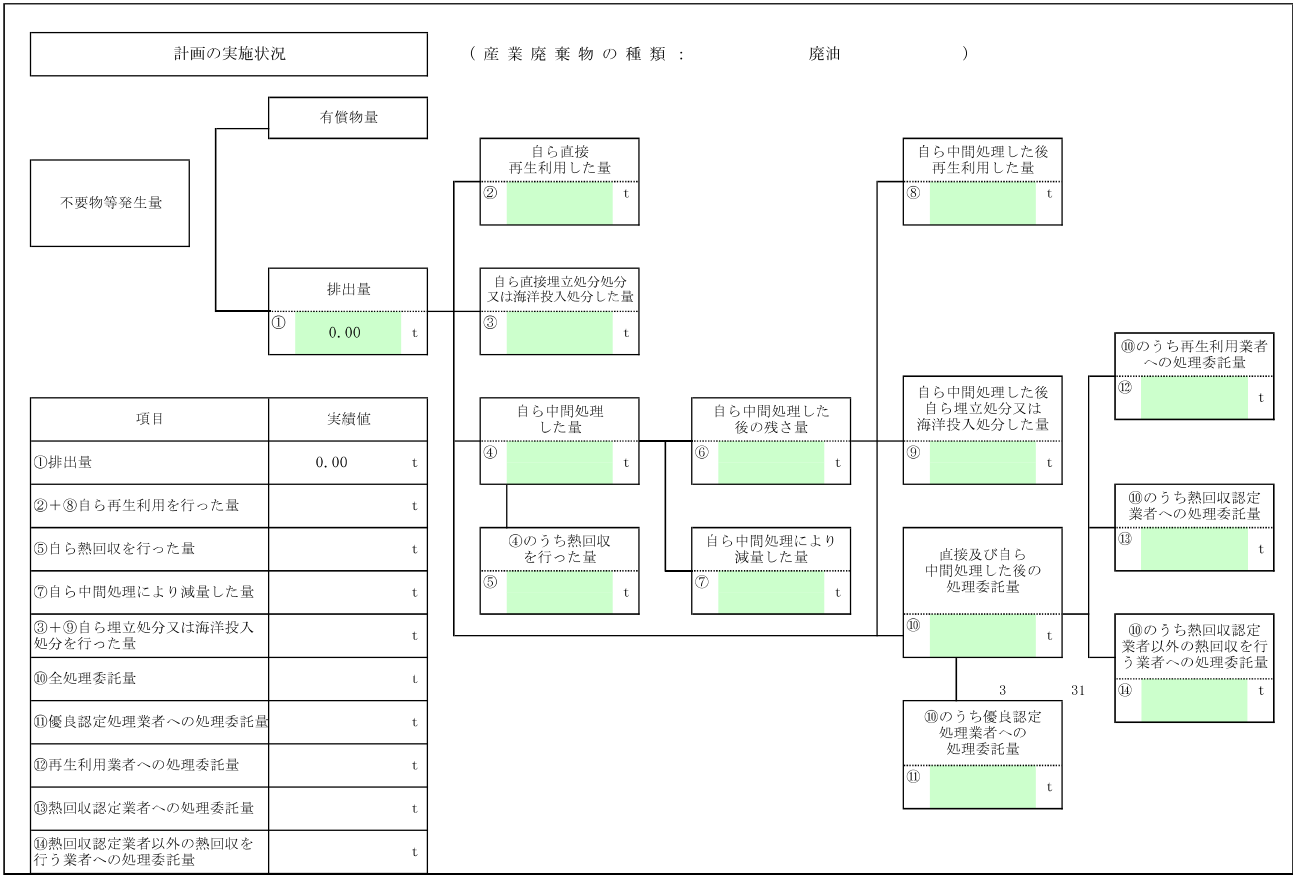 計画の実施状況
(産業廃棄物の種類: 廃油 )
有償物量
不要物等発生量
排出量
① 0.00 t
自ら直接
再生利用した量
② t
自ら直接埋立処分処分
又は海洋投入処分した量
③ t
自ら中間処理
した量
④ t
④のうち熱回収
を行った量
⑤ t
自ら中間処理した
後の残さ量
⑥ t
自ら中間処理により
減量した量
⑦ t
自ら中間処理した後
再生利用した量
⑧ t
自ら中間処理した後
自ら埋立処分又は
海洋投入処分した量
⑨ t
直接及び自ら
中間処理した後の
処理委託量
⑩ t
3 31
⑩のうち優良認定
処理業者への
処理委託量
⑪ t
⑩のうち再生利用業者
への処理委託量
⑫ t
⑩のうち熱回収認定
業者への処理委託量
⑬ t
⑩のうち熱回収認定
業者以外の熱回収を行
う業者への処理委託量
⑭ t
項目 実績値
①排出量 0.00 t
②+⑧自ら再生利用を行った量 t
⑤自ら熱回収を行った量 t
⑦自ら中間処理により減量した量 t
③+⑨自ら埋立処分又は海洋投入
処分を行った量 t
⑩全処理委託量 t
⑪優良認定処理業者への処理委託量 t
⑫再生利用業者への処理委託量 t
⑬熱回収認定業者への処理委託量 t
⑭熱回収認定業者以外の熱回収を
行う業者への処理委託量 t